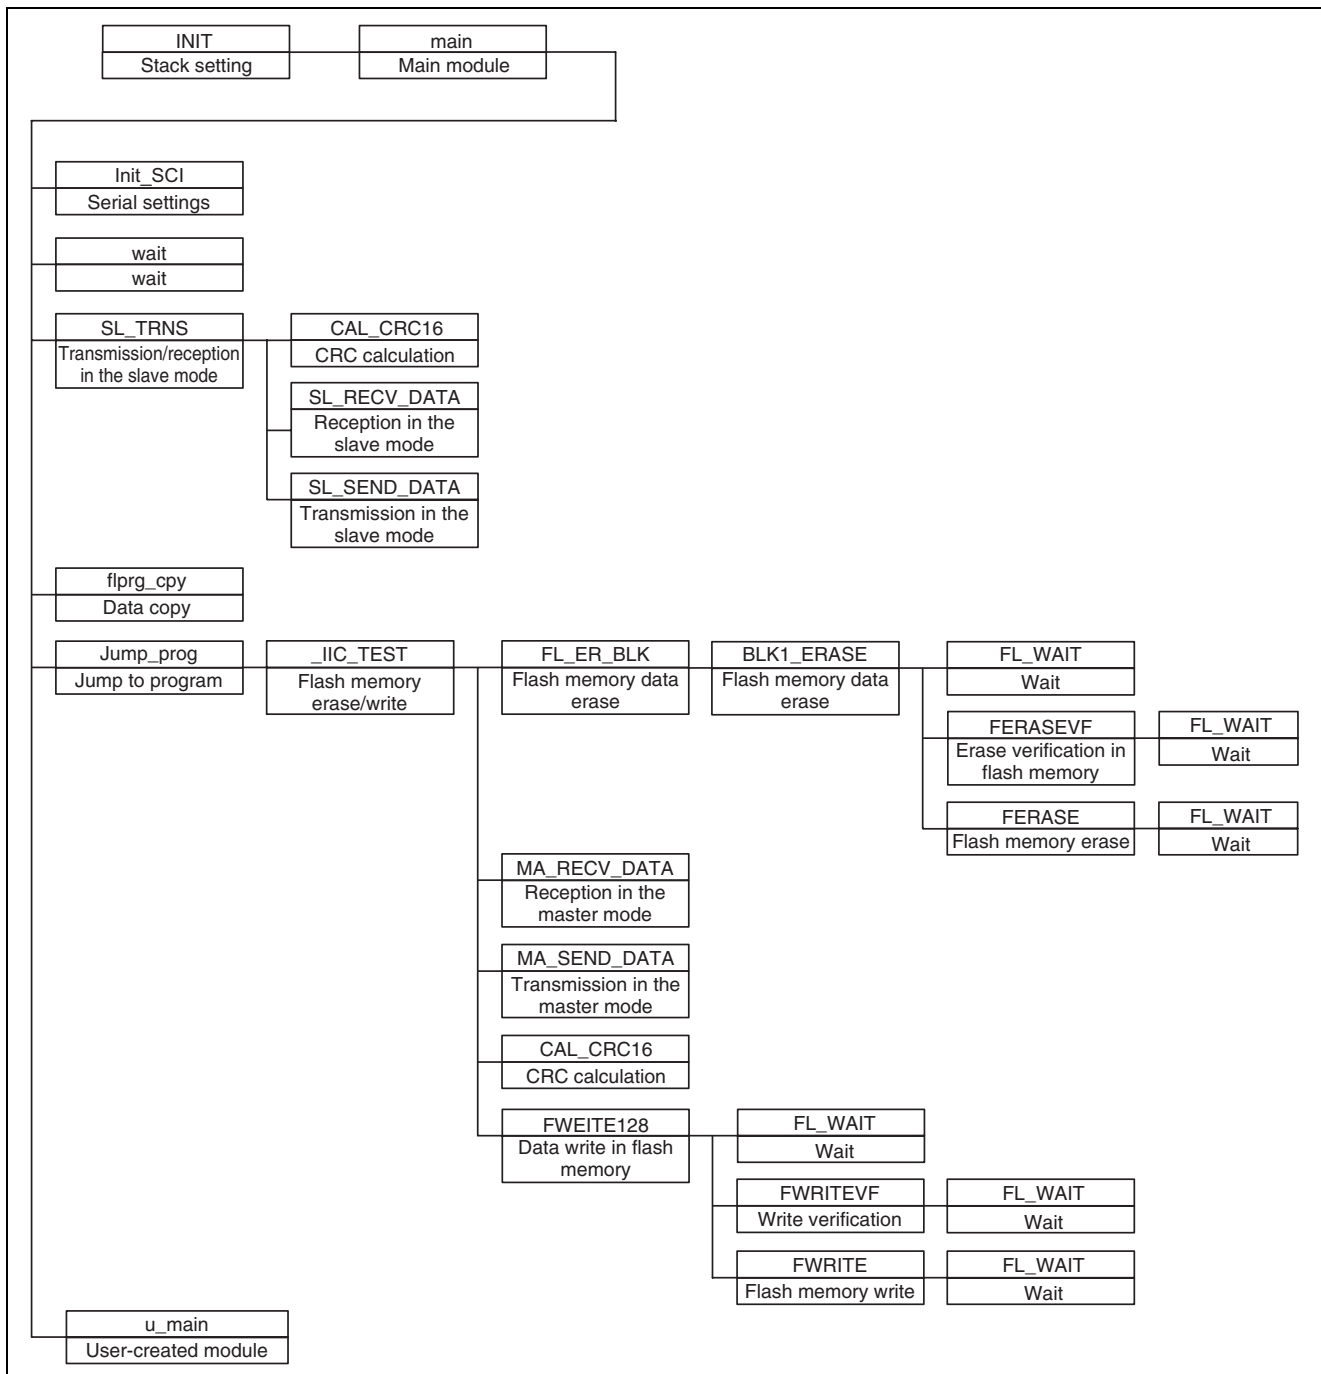 INIT
Stack setting
main
Main module
Init_SCI
Serial settings
wait
wait
SL_TRNS
Transmission/reception
in the slave mode
CAL_CRC16
CRC calculation
SL_RECV_DATA
Reception in the
slave mode
SL_SEND_DATA
Transmission in the
slave mode
flprg_cpy
Data copy
Jump_prog
Jump to program
_IIC_TEST
Flash memory
erase/write
FL_ER_BLK
Flash memory data
erase
BLK1_ERASE
Flash memory data
erase
FL_WAIT
Wait
FERASEVF
Erase verification in
flash memory
FL_WAIT
Wait
FERASE
Flash memory erase
FL_WAIT
Wait
MA_RECV_DATA
Reception in the
master mode
MA_SEND_DATA
Transmission in the
master mode
CAL_CRC16
CRC calculation
FWEITE128
Data write in flash
memory
FL_WAIT
Wait
FWRITEVF
Write verification
FL_WAIT
Wait
FWRITE
Flash memory write
FL_WAIT
Wait
u_main
User-created module